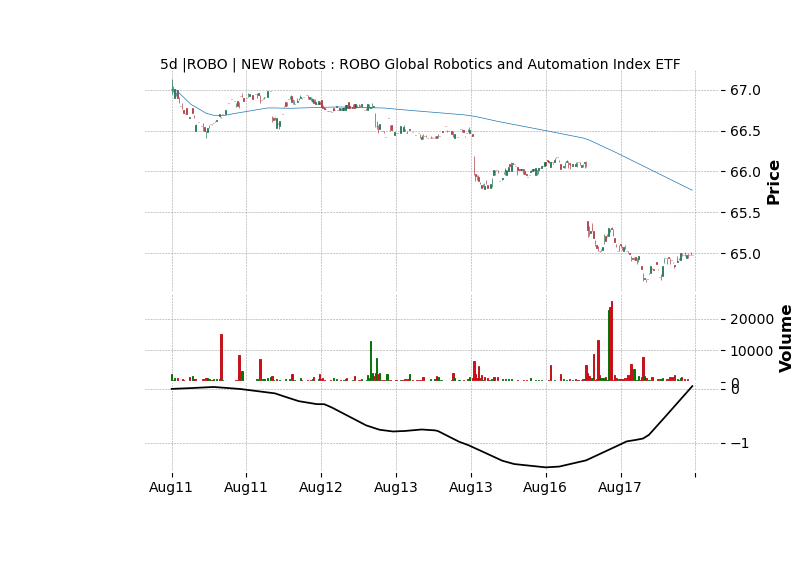 5d |ROBO | NEW Robots : ROBO Global Robotics and Automation Index ETF
67.0
66.5
66.0
65.5
65.0
Price
20000
10000
0
Volume
0
−1
Aug11 Aug11 Aug12 Aug13 Aug13 Aug16 Aug17